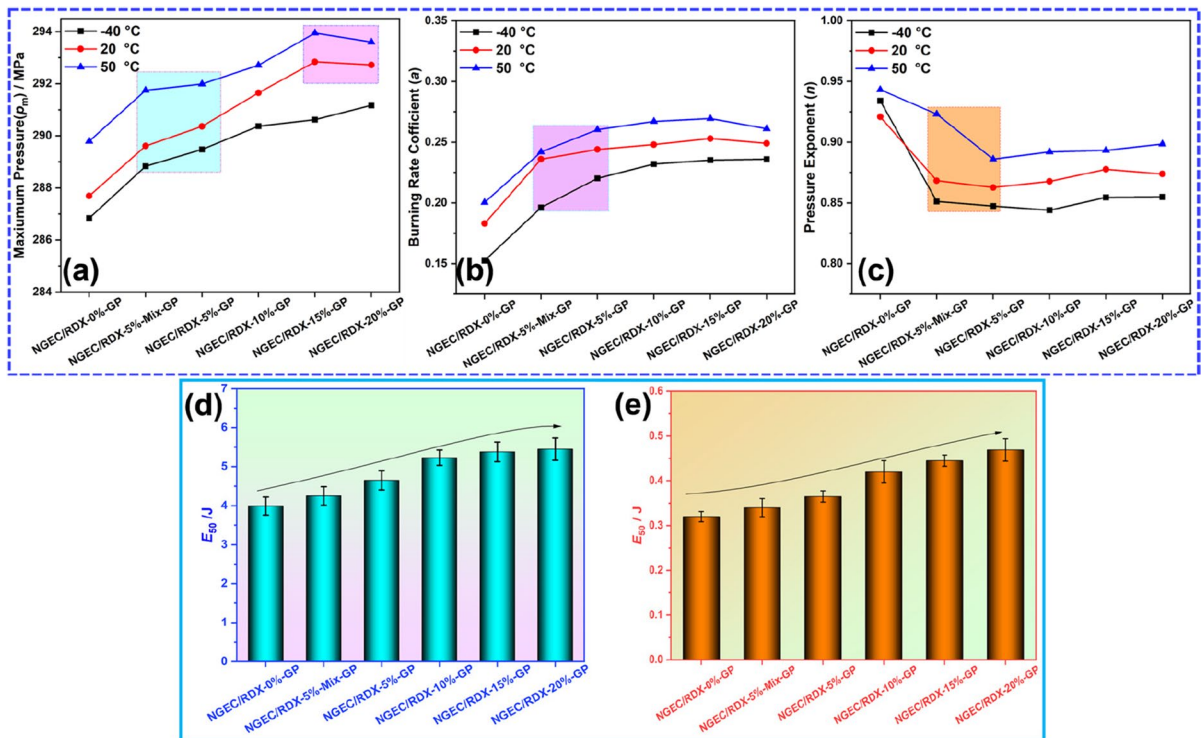 294
292
290
288
286
284
Maxiumum Pressure(pm) / MPa
-40 °C
20 °C
50 °C
(a)
NGEC/RDX-0%-GP
NGEC/RDX-5%-Mix-GP
NGEC/RDX-5%-GP
NGEC/RDX-10%-GP
NGEC/RDX-15%-GP
NGEC/RDX-20%-GP
0.40
0.35
0.30
0.25
0.20
0.15
Burning Rate Coefficient (a)
-40 °C
20 °C
50 °C
(b)
NGEC/RDX-0%-GP
NGEC/RDX-5%-Mix-GP
NGEC/RDX-5%-GP
NGEC/RDX-10%-GP
NGEC/RDX-15%-GP
NGEC/RDX-20%-GP
1.00
0.95
0.90
0.85
0.80
Pressure Exponent (n)
-40 °C
20 °C
50 °C
(c)
NGEC/RDX-0%-GP
NGEC/RDX-5%-Mix-GP
NGEC/RDX-5%-GP
NGEC/RDX-10%-GP
NGEC/RDX-15%-GP
NGEC/RDX-20%-GP
(d)
7
6
5
4
3
2
1
0
E50 /J
NGEC/RDX-0%-GP
NGEC/RDX-5%-Mix-GP
NGEC/RDX-5%-GP
NGEC/RDX-10%-GP
NGEC/RDX-15%-GP
NGEC/RDX-20%-GP
(e)
0.6
0.5
0.4
0.3
0.2
0.1
0.0
E50 / J
NGEC/RDX-0%-GP
NGEC/RDX-5%-Mix-GP
NGEC/RDX-5%-GP
NGEC/RDX-10%-GP
NGEC/RDX-15%-GP
NGEC/RDX-20%-GP